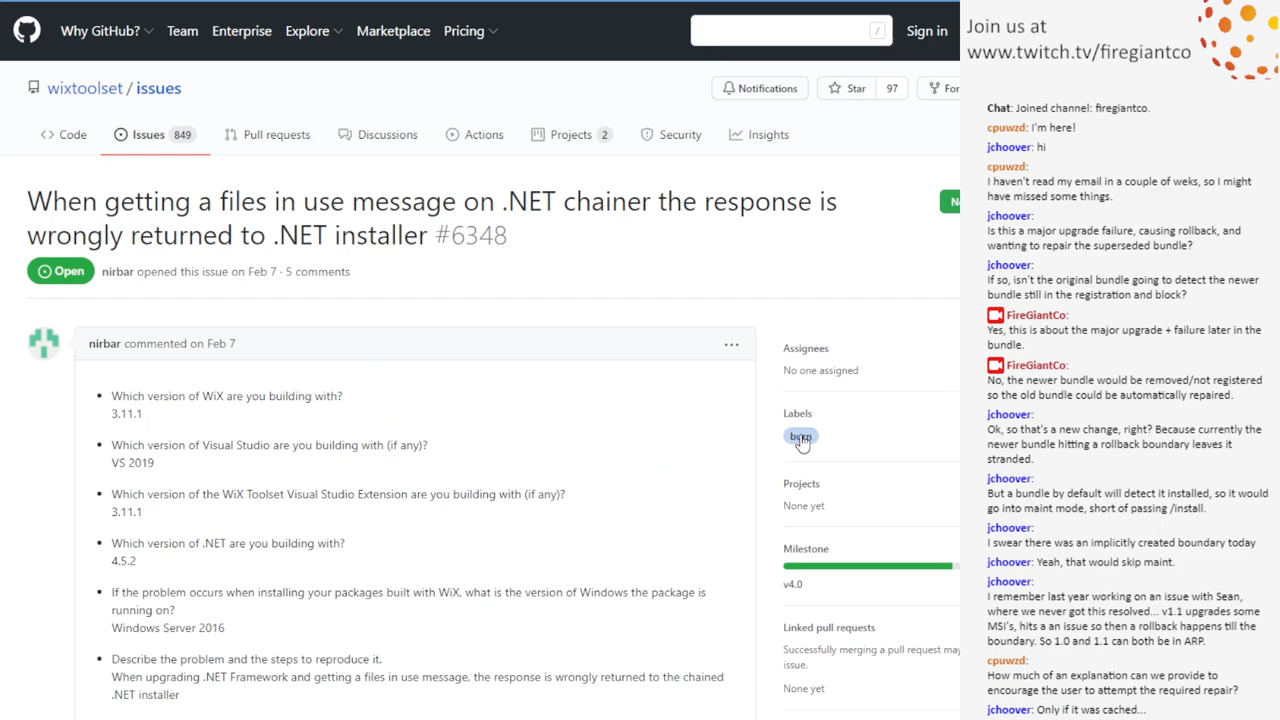 Why GitHub? Team Enterprise Explore Marketplace Pricing / Sign in
wixtoolset / issues Notifications Star 97 For
Code Issues 849 Pull requests Discussions Actions Projects 2 Security Insights
When getting a files in use message on .NET chainer the response is
wrongly returned to .NET installer #6348
Ne
Open nirbar opened this issue on Feb 7 · 5 comments
nirbar commented on Feb 7
Which version of WiX are you building with?
3.11.1
Which version of Visual Studio are you building with (if any)?
VS 2019
Which version of the WiX Toolset Visual Studio Extension are you building with (if any)?
3.11.1
Which version of .NET are you building with?
4.5.2
If the problem occurs when installing your packages built with WiX, what is the version of Windows the package is
running on?
Windows Server 2016
Describe the problem and the steps to reproduce it.
When upgrading .NET Framework and getting a files in use message, the response is wrongly returned to the chained
.NET installer
Assignees
No one assigned
Labels
burn
Projects
None yet
Milestone
v4.0
Linked pull requests
Successfully merging a pull request may
issue.
None yet
Join us at
www.twitch.tv/firegiantco
Chat: Joined channel: firegiantco.
cpuwzd: I'm here!
jchoover: hi
cpuwzd:
I haven't read my email in a couple of weks, so I might
have missed some things.
jchoover:
Is this a major upgrade failure, causing rollback, and
wanting to repair the superseded bundle?
jchoover:
If so, isn't the original bundle going to detect the newer
bundle still in the registration and block?
FireGiantCo:
Yes, this is about the major upgrade + failure later in the
bundle.
FireGiantCo:
No, the newer bundle would be removed/not registered
so the old bundle could be automatically repaired.
jchoover:
Ok, so that's a new change, right? Because currently the
newer bundle hitting a rollback boundary leaves it
stranded.
jchoover:
But a bundle by default will detect it installed, so it would
go into maint mode, short of passing /install.
jchoover:
I swear there was an implicitly created boundary today
jchoover: Yeah, that would skip maint.
jchoover:
I remember last year working on an issue with Sean,
where we never got this resolved... v1.1 upgrades some
MSI's, hits a an issue so then a rollback happens till the
boundary. So 1.0 and 1.1 can both be in ARP.
cpuwzd:
How much of an explanation can we provide to
encourage the user to attempt the required repair?
jchoover: Only if it was cached...